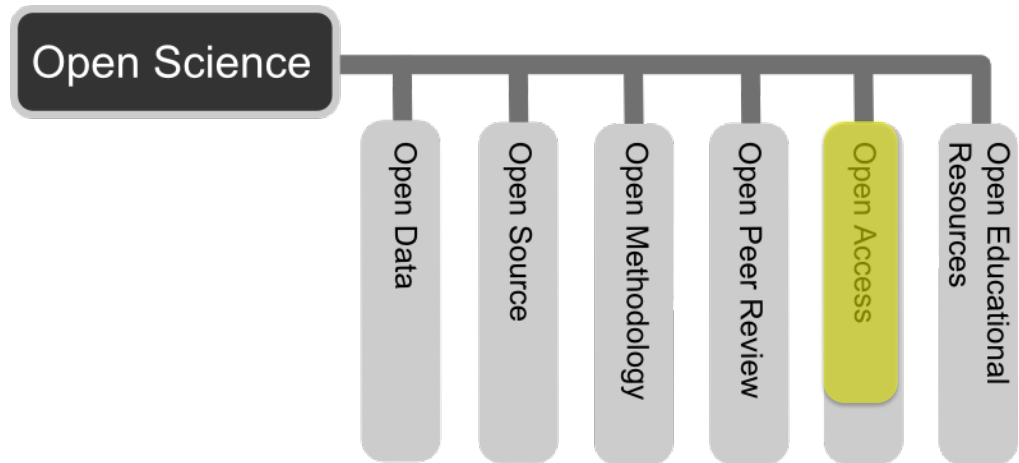 Open Science
Open Data
Open Source
Open Methodology
Open Peer Review
Open Access
Open Educational
Resources